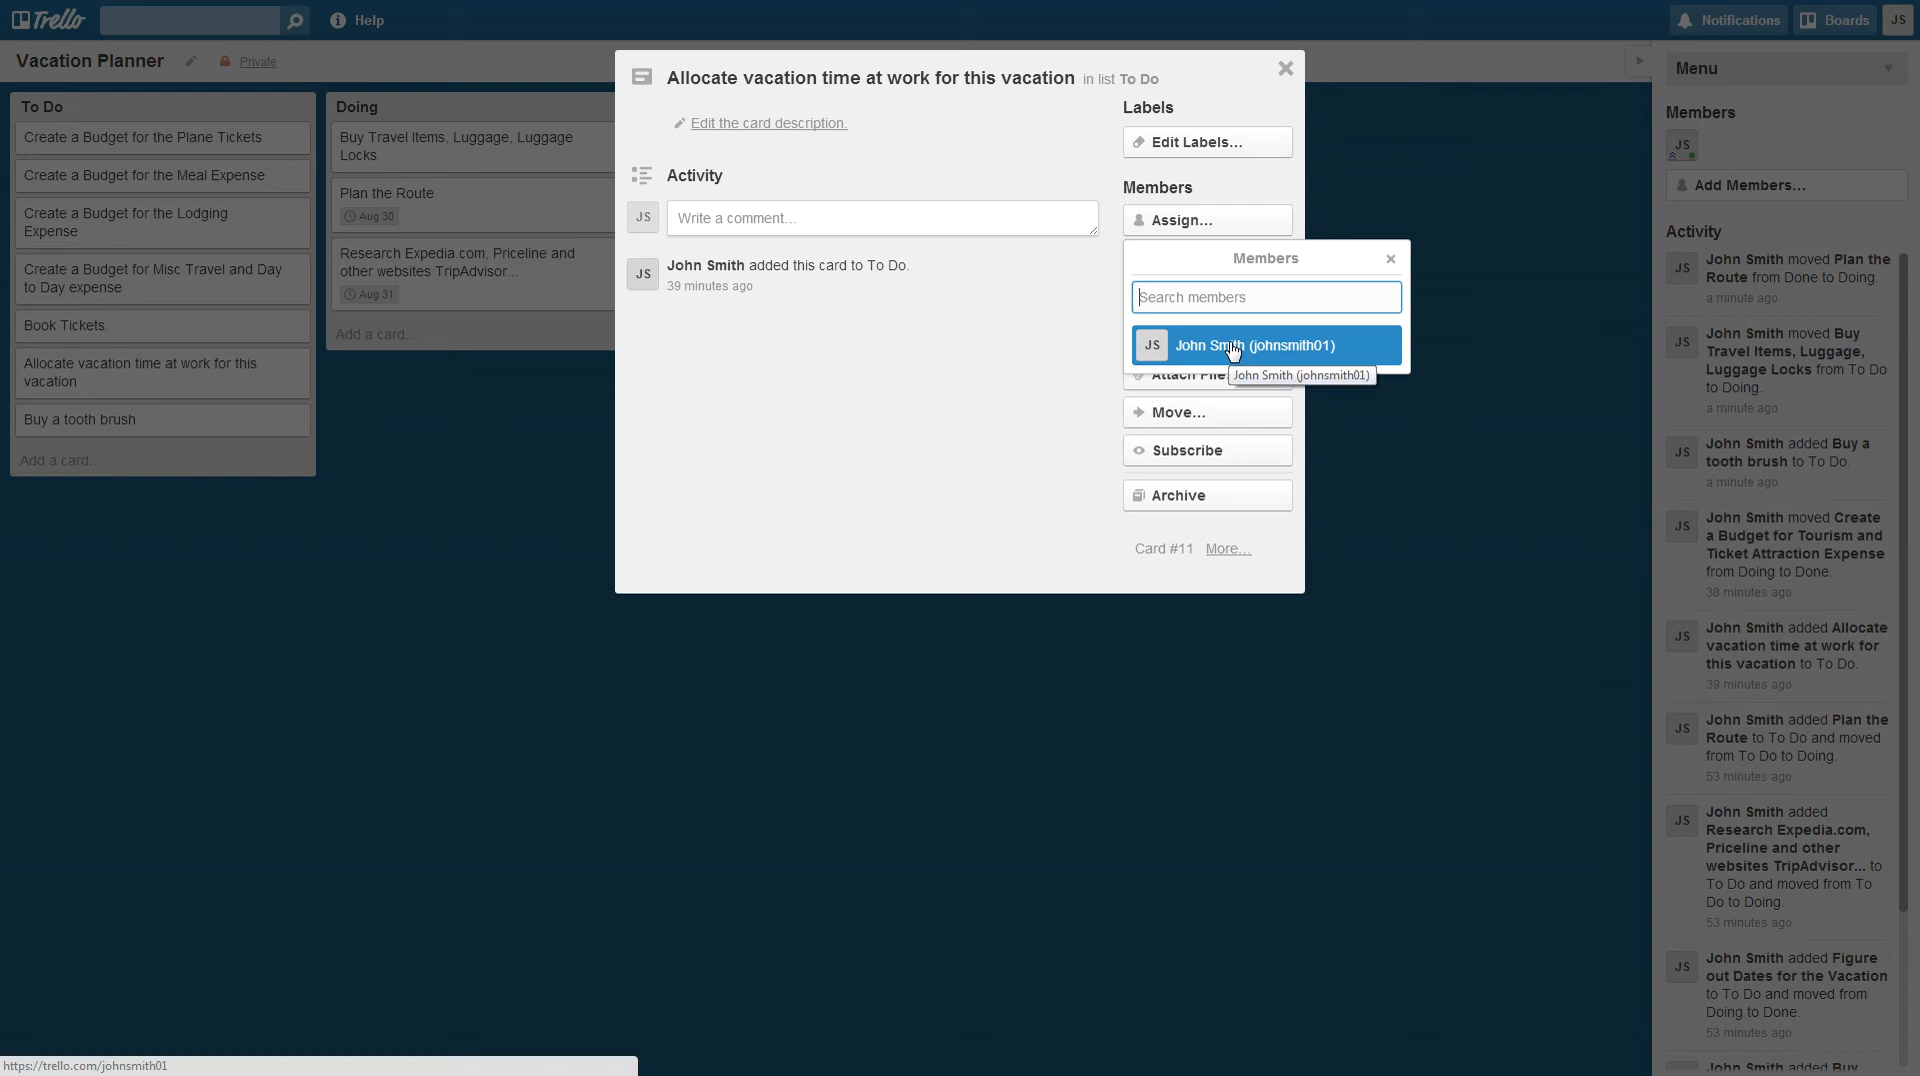 Trello
Help
Notifications
Boards
JS
Vacation Planner
Private
To Do
Create a Budget for the Plane Tickets
Create a Budget for the Meal Expense
Create a Budget for the Lodging
Expense
Create a Budget for Misc Travel and Day
to Day expense
Book Tickets.
Allocate vacation time at work for this
vacation
Buy a tooth brush
Add a card…
Doing
Buy Travel Items, Luggage, Luggage
Locks
Plan the Route
Aug 30
Research Expedia.com, Priceline and
other websites TripAdvisor...
Aug 31
Add a card…
Allocate vacation time at work for this vacation in list To Do
Edit the card description.
Activity
JS
Write a comment…
JS
John Smith added this card to To Do.
39 minutes ago
Labels
Edit Labels…
Members
Assign…
Members
Search members
JS
John Smith (johnsmith01)
John Smith (johnsmith01)
Attach File
Move…
Subscribe
Archive
Card #11 More…
Menu
Members
JS
Add Members…
Activity
JS
John Smith moved Plan the
Route from Done to Doing.
a minute ago
JS
John Smith moved Buy
Travel Items, Luggage,
Luggage Locks from To Do
to Doing.
a minute ago
JS
John Smith added Buy a
tooth brush to To Do.
a minute ago
JS
John Smith moved Create
a Budget for Tourism and
Ticket Attraction Expense
from Doing to Done.
38 minutes ago
JS
John Smith added Allocate
vacation time at work for
this vacation to To Do.
39 minutes ago
JS
John Smith added Plan the
Route to To Do and moved
from To Do to Doing.
53 minutes ago
JS
John Smith added
Research Expedia.com,
Priceline and other
websites TripAdvisor... to
To Do and moved from To
Do to Doing.
53 minutes ago
JS
John Smith added Figure
out Dates for the Vacation
to To Do and moved from
Doing to Done.
53 minutes ago
John Smith added Buy
https://trello.com/johnsmith01